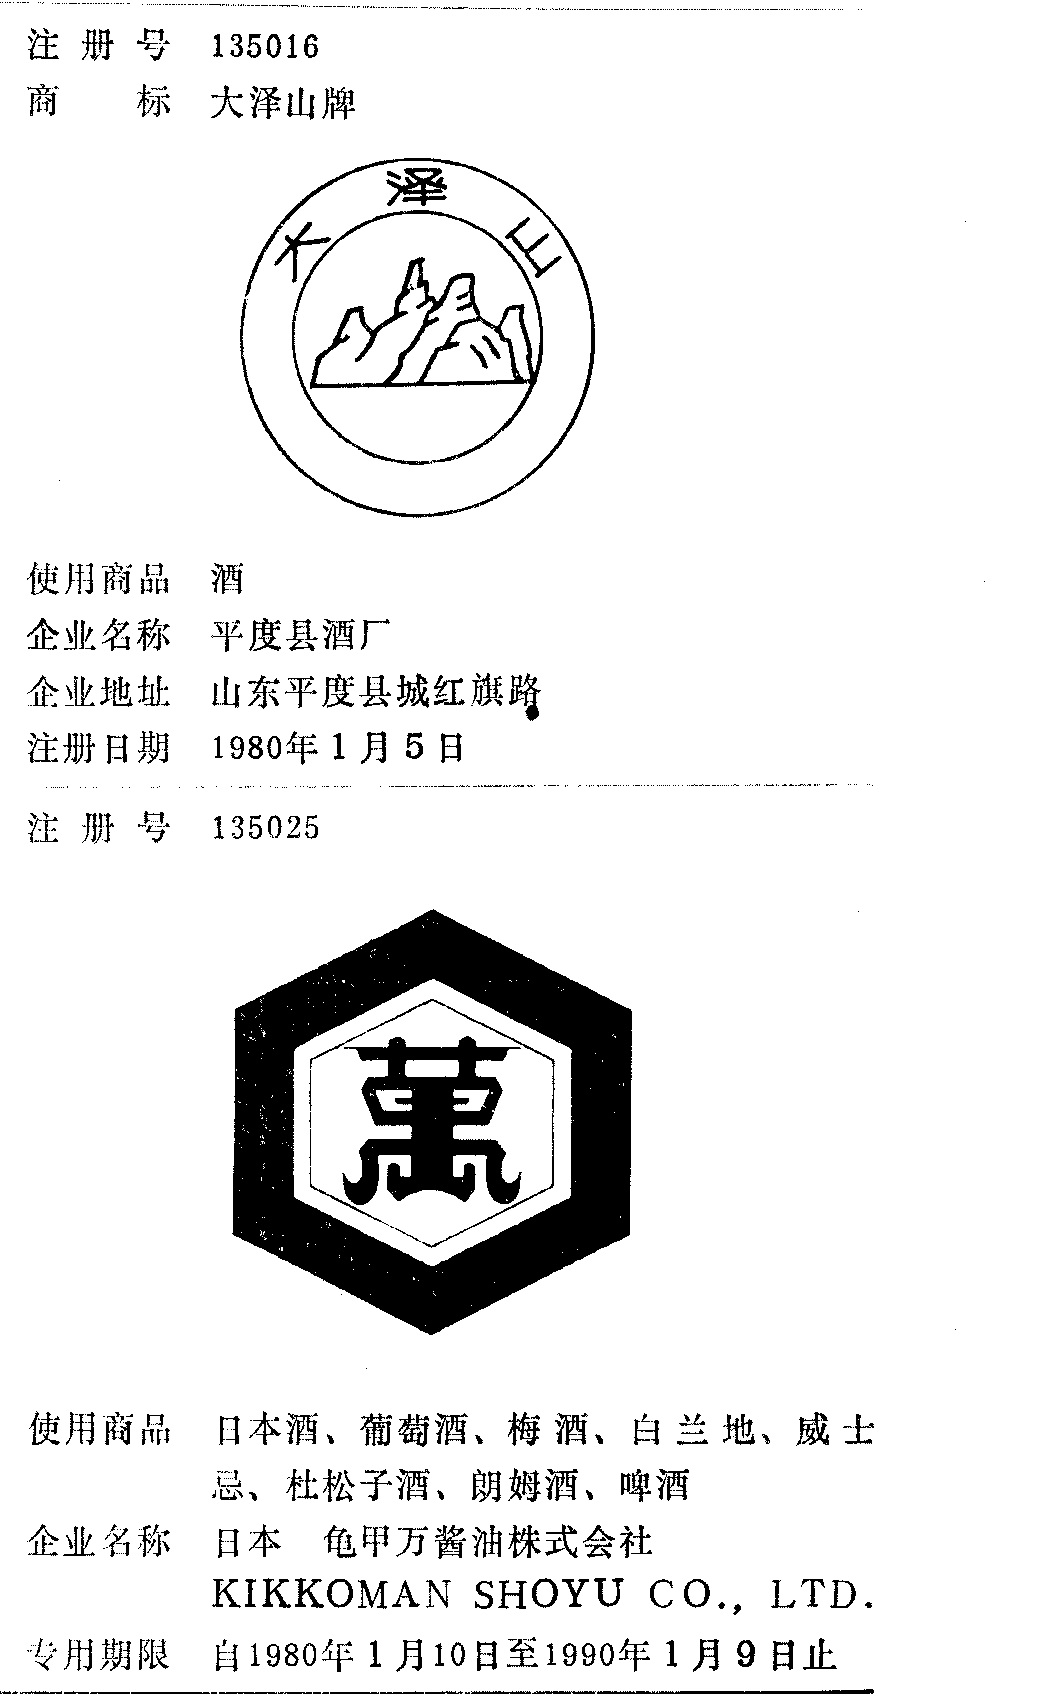 注册号 135016
商标 大泽山牌
大泽山
使用商品 酒
企业名称 平度县酒厂
企业地址 山东平度县城红旗路
注册日期 1980年1月5日
注册号 135025
萬
使用商品 日本酒、葡萄酒、梅酒、白兰地、威士
忌、杜松子酒、朗姆酒、啤酒
企业名称 日本 龟甲万酱油株式会社
KIKKOMAN SHOYU CO., LTD.
专用期限 自1980年1月10日至1990年1月9日止